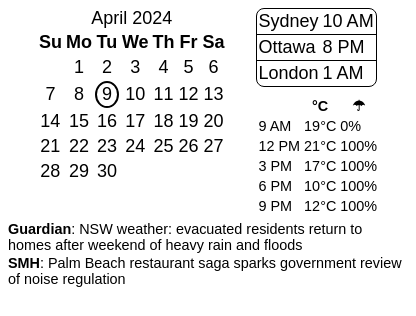 April 2024
Su Mo Tu We Th Fr Sa
1 2 3 4 5 6
7 8 9 10 11 12 13
14 15 16 17 18 19 20
21 22 23 24 25 26 27
28 29 30
Sydney 10 AM
Ottawa 8 PM
London 1 AM
°C ☂
9 AM 19°C 0%
12 PM 21°C 100%
3 PM 17°C 100%
6 PM 10°C 100%
9 PM 12°C 100%
Guardian: NSW weather: evacuated residents return to
homes after weekend of heavy rain and floods
SMH: Palm Beach restaurant saga sparks government review
of noise regulation